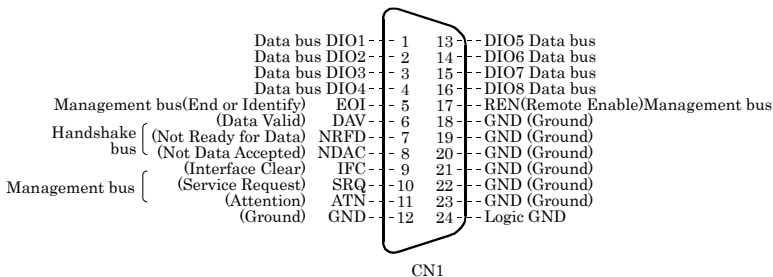 Data bus DIO1 1 13 DIO5 Data bus
Data bus DIO2 2 14 DIO6 Data bus
Data bus DIO3 3 15 DIO7 Data bus
Data bus DIO4 4 16 DIO8 Data bus
Management bus(End or Identify) EOI 5 17 REN(Remote Enable)Management bus
(Data Valid) DAV 6 18 GND (Ground)
Handshake bus
(Not Ready for Data) NRFD 7 19 GND (Ground)
(Not Data Accepted) NDAC 8 20 GND (Ground)
(Interface Clear) IFC 9 21 GND (Ground)
Management bus
(Service Request) SRQ 10 22 GND (Ground)
(Attention) ATN 11 23 GND (Ground)
(Ground) GND 12 24 Logic GND
CN1